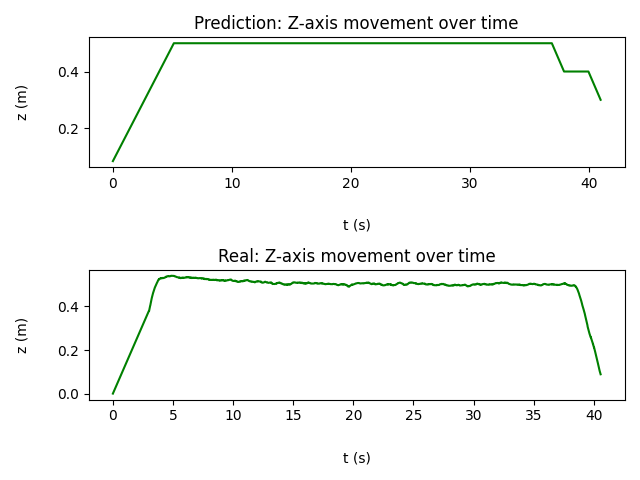 Prediction: Z-axis movement over time
z (m)
0.4
0.2
0 10 20 30 40
t (s)
Real: Z-axis movement over time
z (m)
0.4
0.2
0.0
0 5 10 15 20 25 30 35 40
t (s)